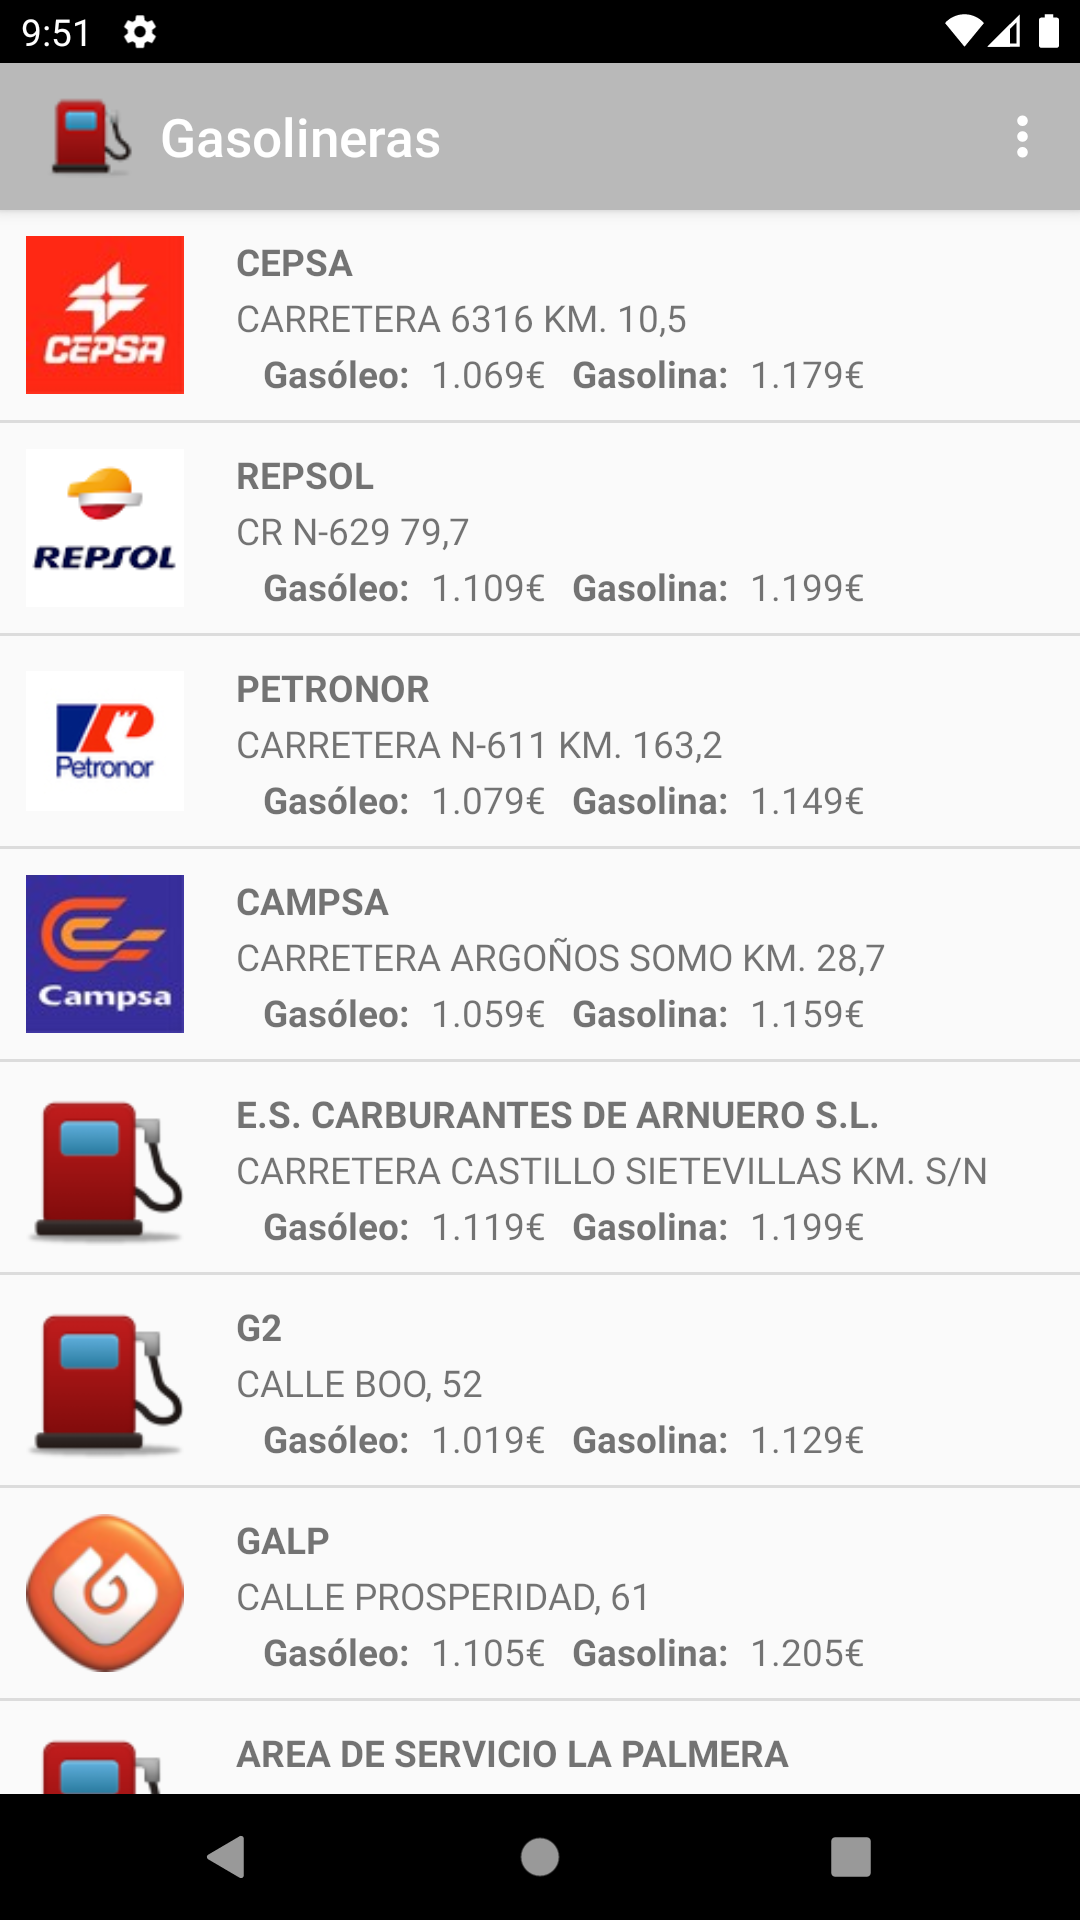 9:51
Gasolineras
CEPSA
CEPSA
CARRETERA 6316 KM. 10,5
Gasóleo: 1.069€ Gasolina: 1.179€
REPSOL
REPSOL
CR N-629 79,7
Gasóleo: 1.109€ Gasolina: 1.199€
Petronor
PETRONOR
CARRETERA N-611 KM. 163,2
Gasóleo: 1.079€ Gasolina: 1.149€
Campsa
CAMPSA
CARRETERA ARGOÑOS SOMO KM. 28,7
Gasóleo: 1.059€ Gasolina: 1.159€
E.S. CARBURANTES DE ARNUERO S.L.
CARRETERA CASTILLO SIETEVILLAS KM. S/N
Gasóleo: 1.119€ Gasolina: 1.199€
G2
CALLE BOO, 52
Gasóleo: 1.019€ Gasolina: 1.129€
GALP
CALLE PROSPERIDAD, 61
Gasóleo: 1.105€ Gasolina: 1.205€
AREA DE SERVICIO LA PALMERA